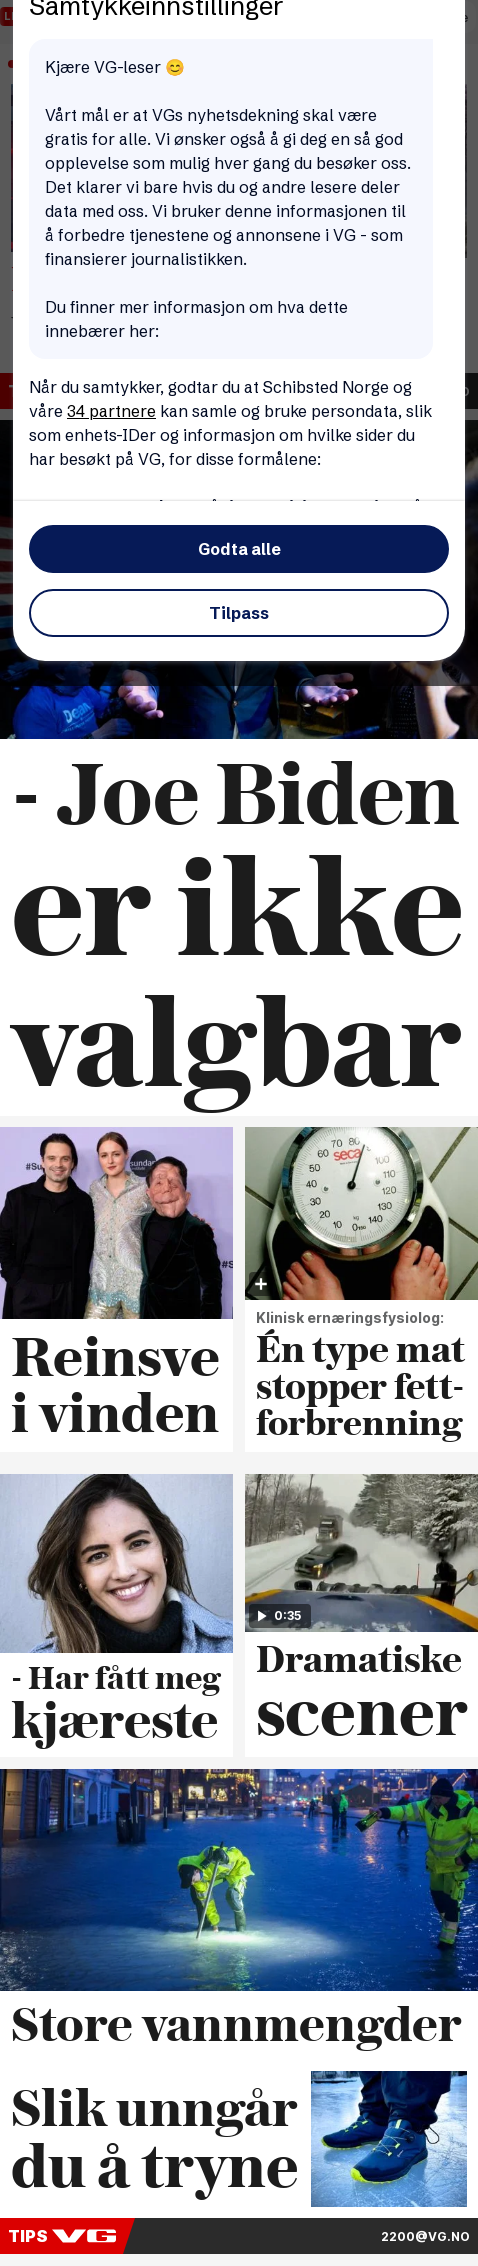 Samtykkeinnstillinger
Kjære VG-leser 😊
Vårt mål er at VGs nyhetsdekning skal være
gratis for alle. Vi ønsker også å gi deg en så god
opplevelse som mulig hver gang du besøker oss.
Det klarer vi bare hvis du og andre lesere deler
data med oss. Vi bruker denne informasjonen til
å forbedre tjenestene og annonsene i VG - som
finansierer journalistikken.
Du finner mer informasjon om hva dette
innebærer her:
Når du samtykker, godtar du at Schibsted Norge og
våre 34 partnere kan samle og bruke persondata, slik
som enhets-IDer og informasjon om hvilke sider du
har besøkt på VG, for disse formålene:
Godta alle
Tilpass
Dean
- Joe Biden
er ikke
valgbar
#Su
sundance
seca
Reinsve
i vinden
Klinisk ernæringsfysiolog:
Én type mat
stopper fett-
forbrenning
- Har fått meg
kjæreste
0:35
Dramatiske
scener
Store vannmengder
Slik unngår
du å tryne
TIPS VG
2200@VG.NO